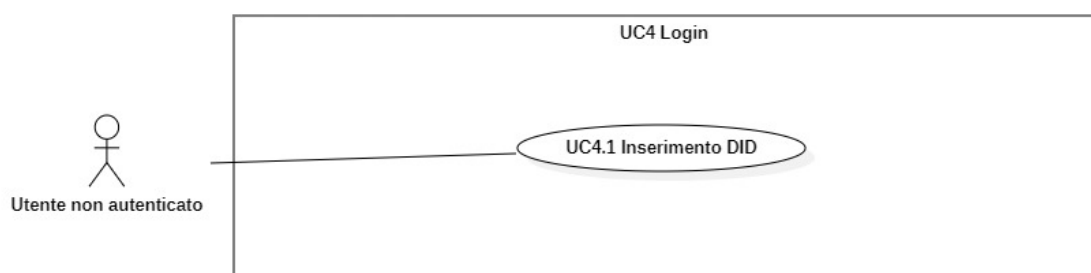 UC4 Login
UC4.1 Inserimento DID
Utente non autenticato